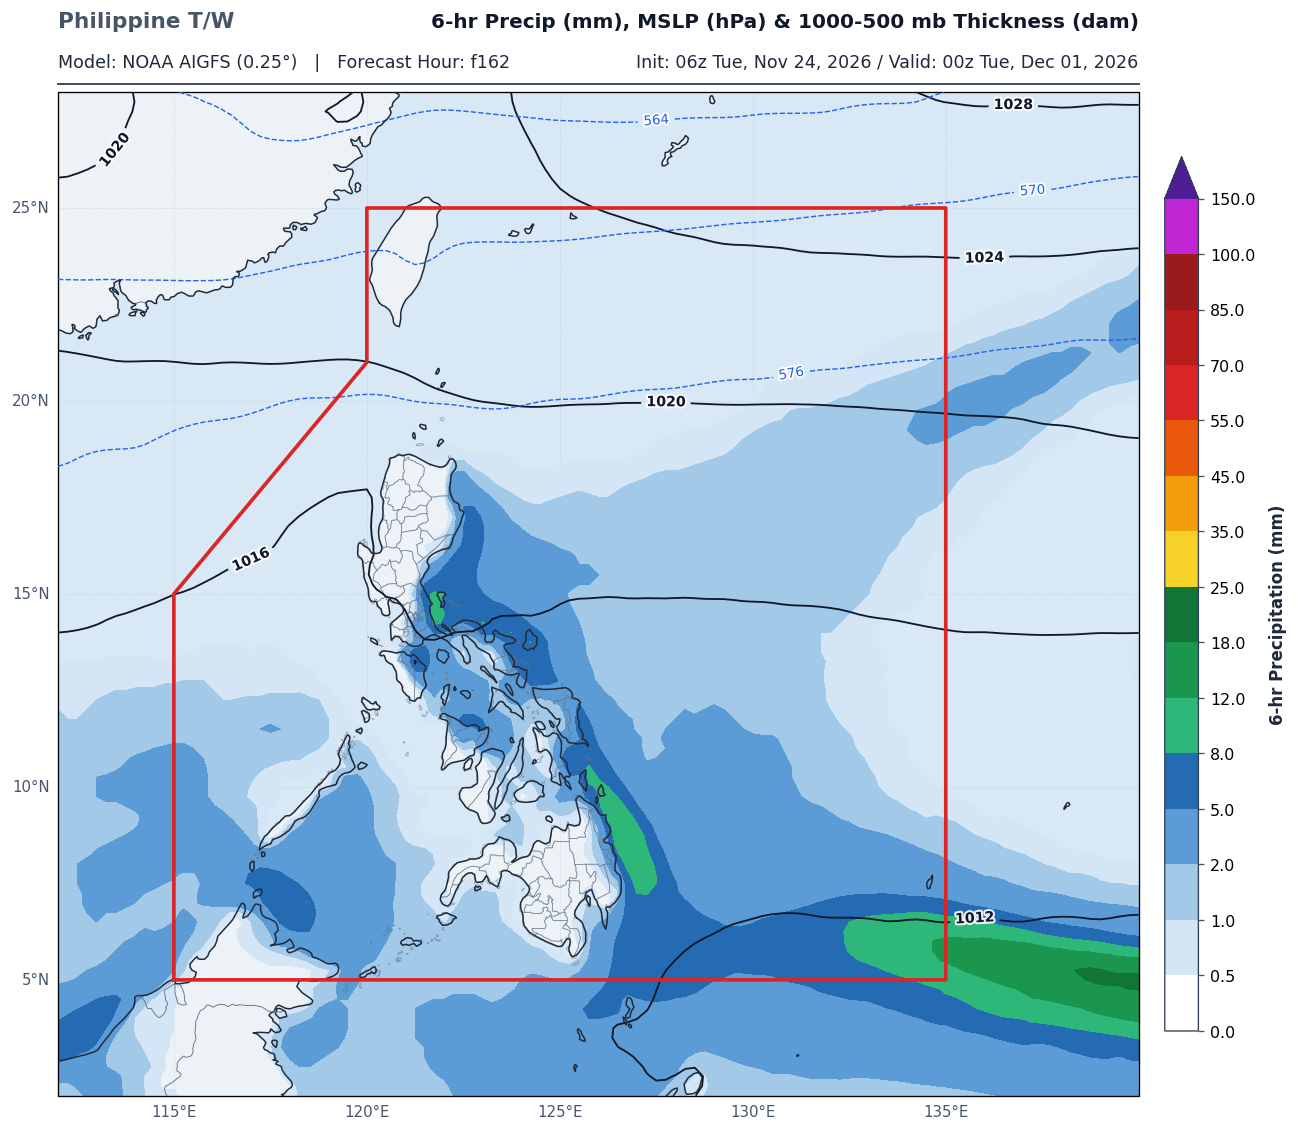 Philippine T/W
6-hr Precip (mm), MSLP (hPa) & 1000-500 mb Thickness (dam)
Model: NOAA AIGFS (0.25°)   |   Forecast Hour: f162
Init: 06z Tue, Nov 24, 2026 / Valid: 00z Tue, Dec 01, 2026
1028
1020
564
570
25°N
1024
576
20°N
1020
1016
15°N
10°N
1012
5°N
115°E
120°E
125°E
130°E
135°E
150.0
100.0
85.0
70.0
55.0
45.0
35.0
25.0
18.0
12.0
8.0
5.0
2.0
1.0
0.5
0.0
6-hr Precipitation (mm)